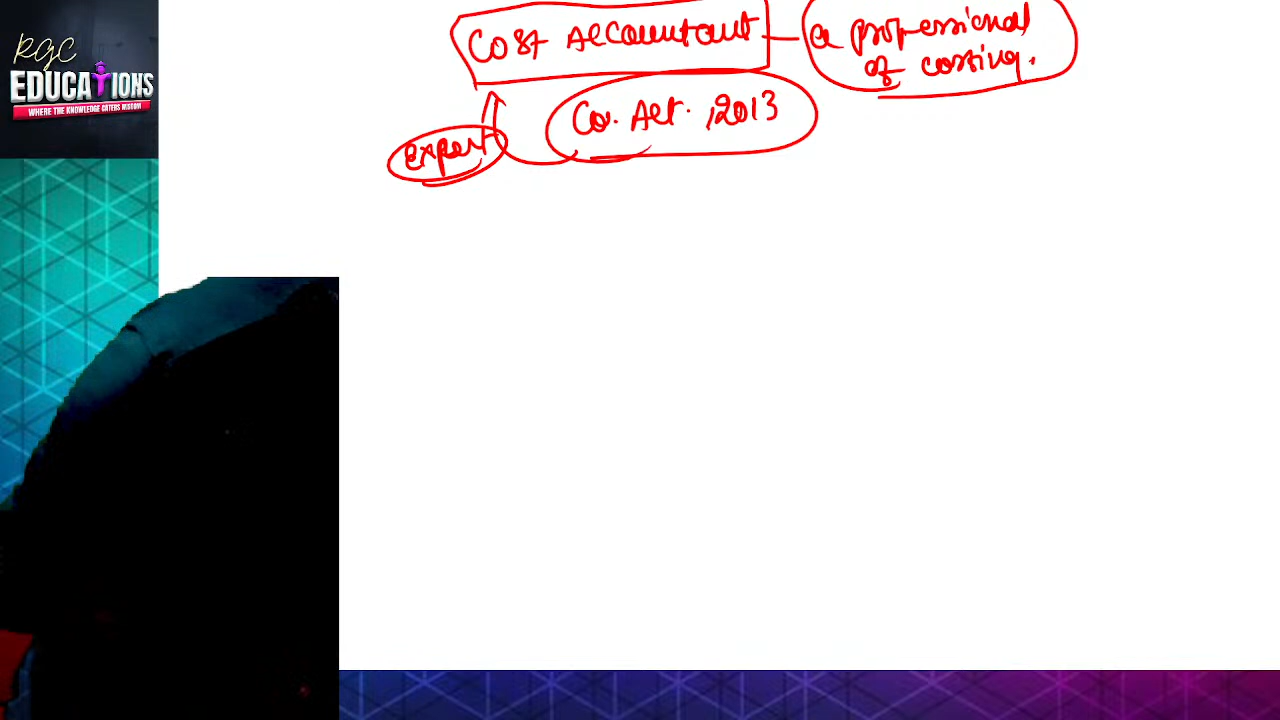 RGC
EDUCATIONS
WHERE THE KNOWLEDGE CATERS WISDOM
Cost Accountant
a professional
of costing.
Co. Act. ,2013
expert